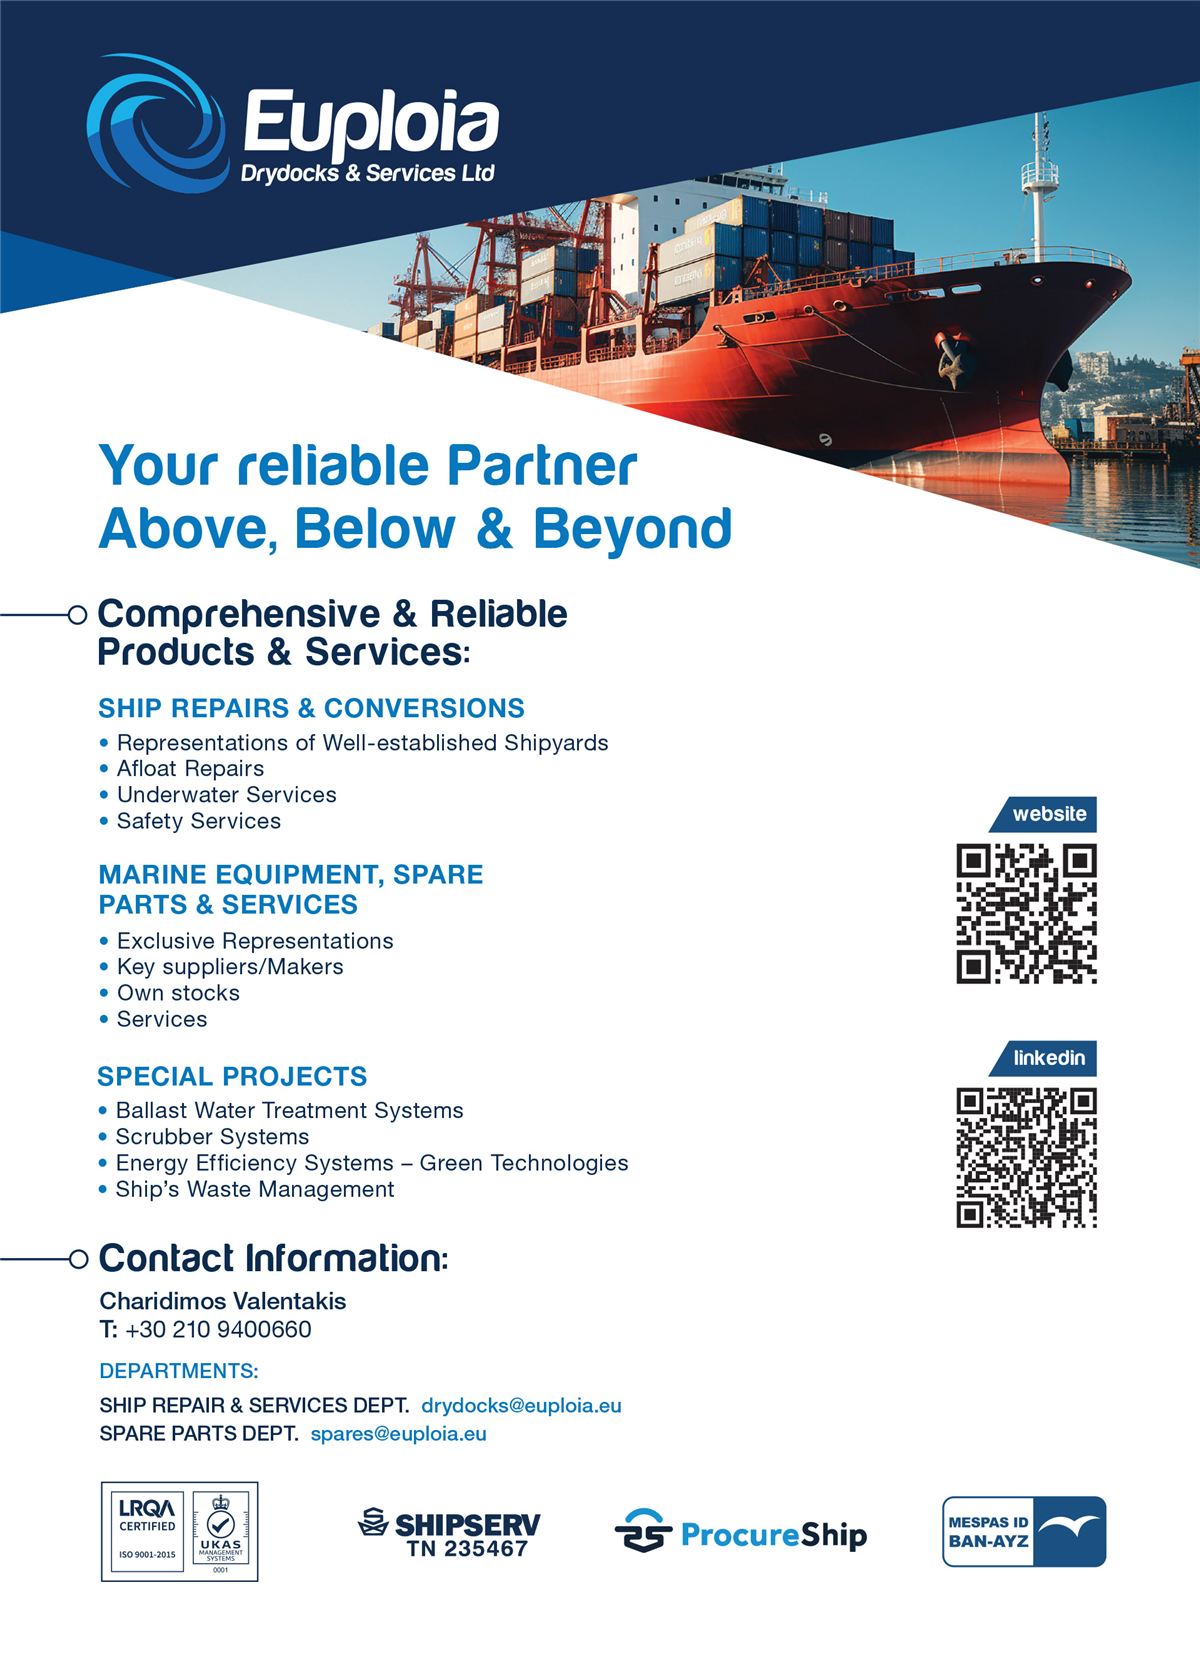 Euploia
Drydocks & Services Ltd
Your reliable Partner
Above, Below & Beyond
Comprehensive & Reliable
Products & Services:
SHIP REPAIRS & CONVERSIONS
• Representations of Well-established Shipyards
• Afloat Repairs
• Underwater Services
• Safety Services
MARINE EQUIPMENT, SPARE
PARTS & SERVICES
• Exclusive Representations
• Key suppliers/Makers
• Own stocks
• Services
SPECIAL PROJECTS
• Ballast Water Treatment Systems
• Scrubber Systems
• Energy Efficiency Systems – Green Technologies
• Ship’s Waste Management
website
linkedin
Contact Information:
Charidimos Valentakis
T: +30 210 9400660
DEPARTMENTS:
SHIP REPAIR & SERVICES DEPT. drydocks@euploia.eu
SPARE PARTS DEPT. spares@euploia.eu
LRQA
CERTIFIED
ISO 9001-2015
UKAS
MANAGEMENT
SYSTEMS
0001
SHIPSERV
TN 235467
ProcureShip
MESPAS ID
BAN-AYZ